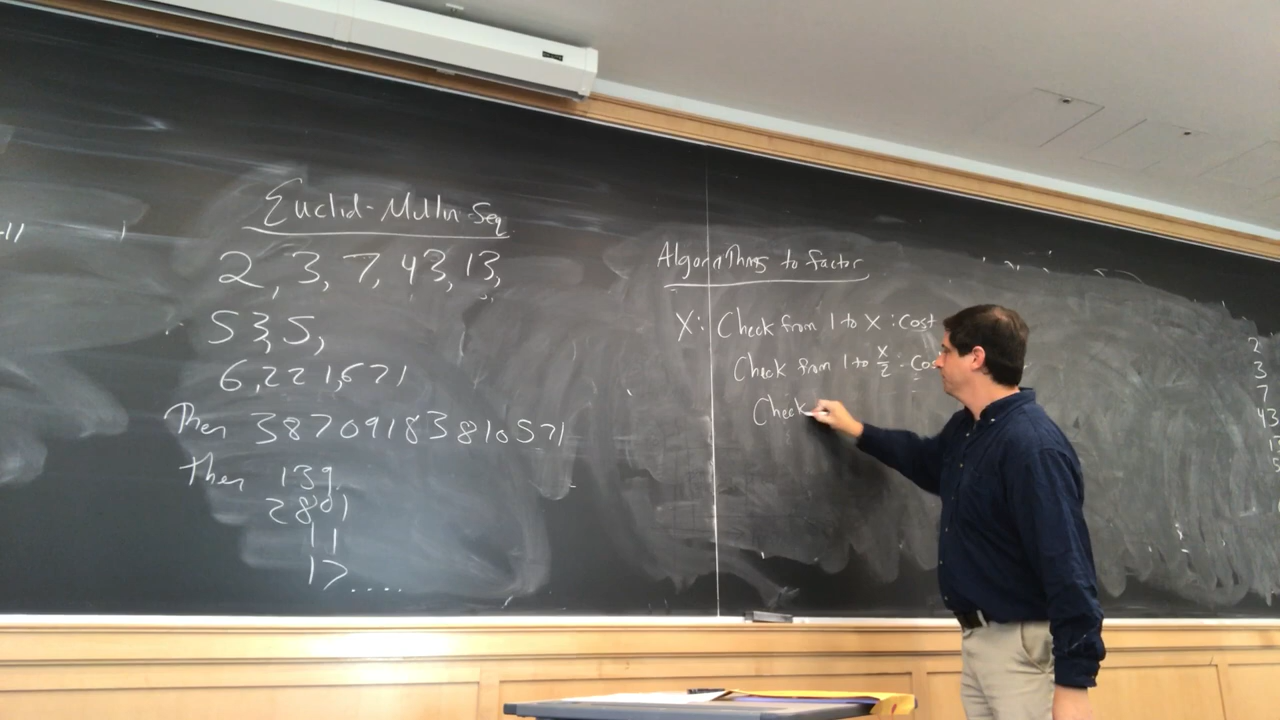 Euclid-Mullin Seq
2, 3, 7, 43, 13,
53, 5,
6,221,671
Then 38709183810571
Then 139
2801
11
17....
Algorithms to factor
X: Check from 1 to X : cost
Check from 1 to X/2 : Cos
Check
2
3
7
43